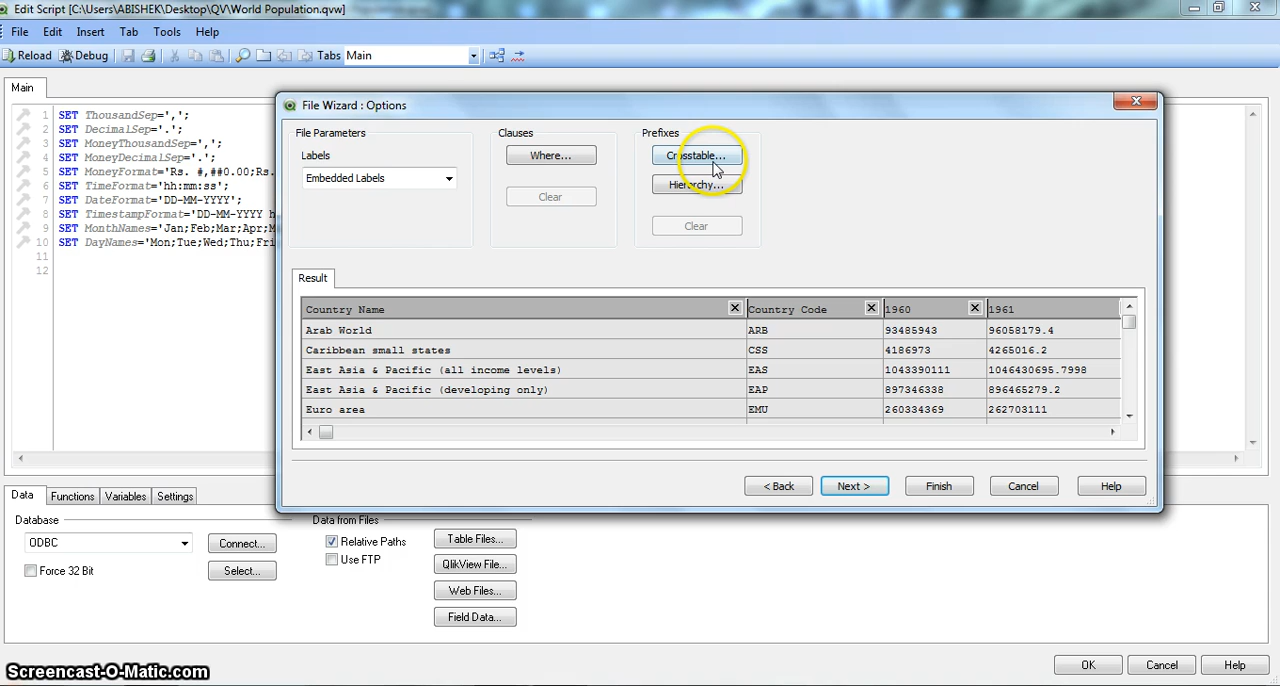 Edit Script [C:\Users\ABISHEK\Desktop\QV\World Population.qvw]
File Edit Insert Tab Tools Help
Reload Debug Tabs Main
Main
1 SET ThousandSep=',';
2 SET DecimalSep='.';
3 SET MoneyThousandSep=',';
4 SET MoneyDecimalSep='.';
5 SET MoneyFormat='Rs. #,##0.00;Rs.
6 SET TimeFormat='hh:mm:ss';
7 SET DateFormat='DD-MM-YYYY';
8 SET TimestampFormat='DD-MM-YYYY h
9 SET MonthNames='Jan;Feb;Mar;Apr;M
10 SET DayNames='Mon;Tue;Wed;Thu;Fri
11
12
File Wizard : Options
File Parameters
Labels
Embedded Labels
Clauses
Where...
Clear
Prefixes
Crosstable...
Hierarchy...
Clear
Result
Country Name Country Code 1960 1961
Arab World ARB 93485943 96058179.4
Caribbean small states CSS 4186973 4265016.2
East Asia & Pacific (all income levels) EAS 1043390111 1046430695.7998
East Asia & Pacific (developing only) EAP 897346338 896465279.2
Euro area EMU 260334369 262703111
< Back Next > Finish Cancel Help
Data Functions Variables Settings
Database
ODBC
Connect...
Force 32 Bit
Select...
Data from Files
Relative Paths
Use FTP
Table Files...
QlikView File...
Web Files...
Field Data...
OK Cancel Help
Screencast-O-Matic.com